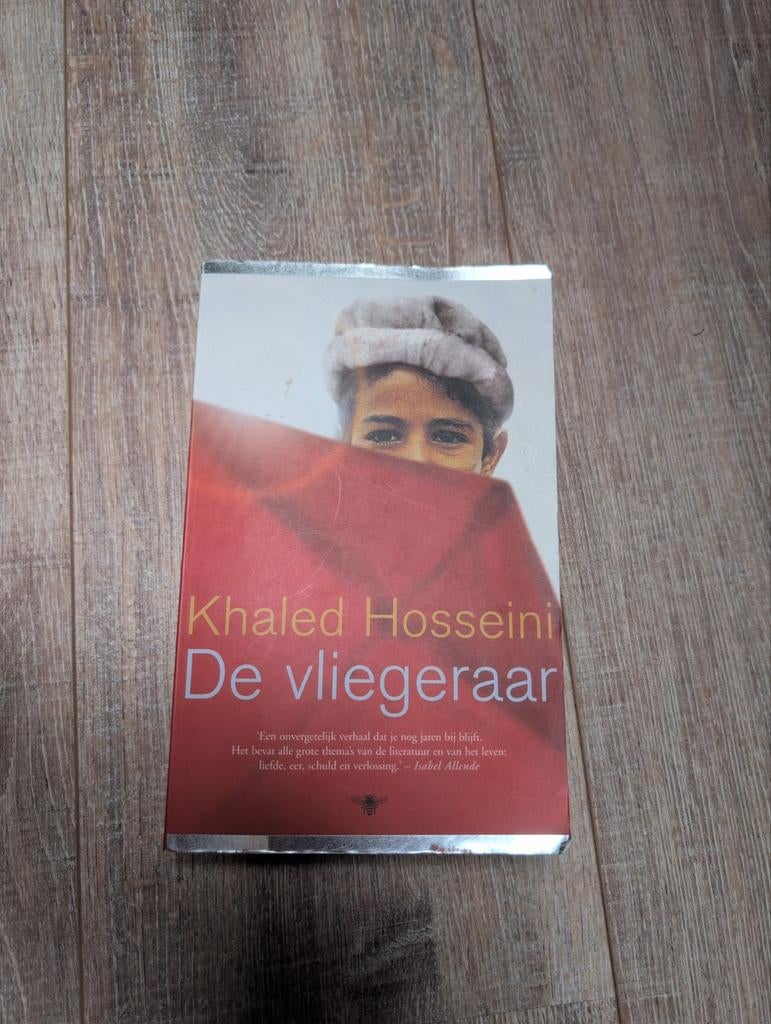 Khaled Hosseini
De vliegeraar
'Een onvergetelijk verhaal dat je nog jaren bij blijft.
Het bevat alle grote thema's van de literatuur en van het leven:
liefde, eer, schuld en verlossing.' – Isabel Allende